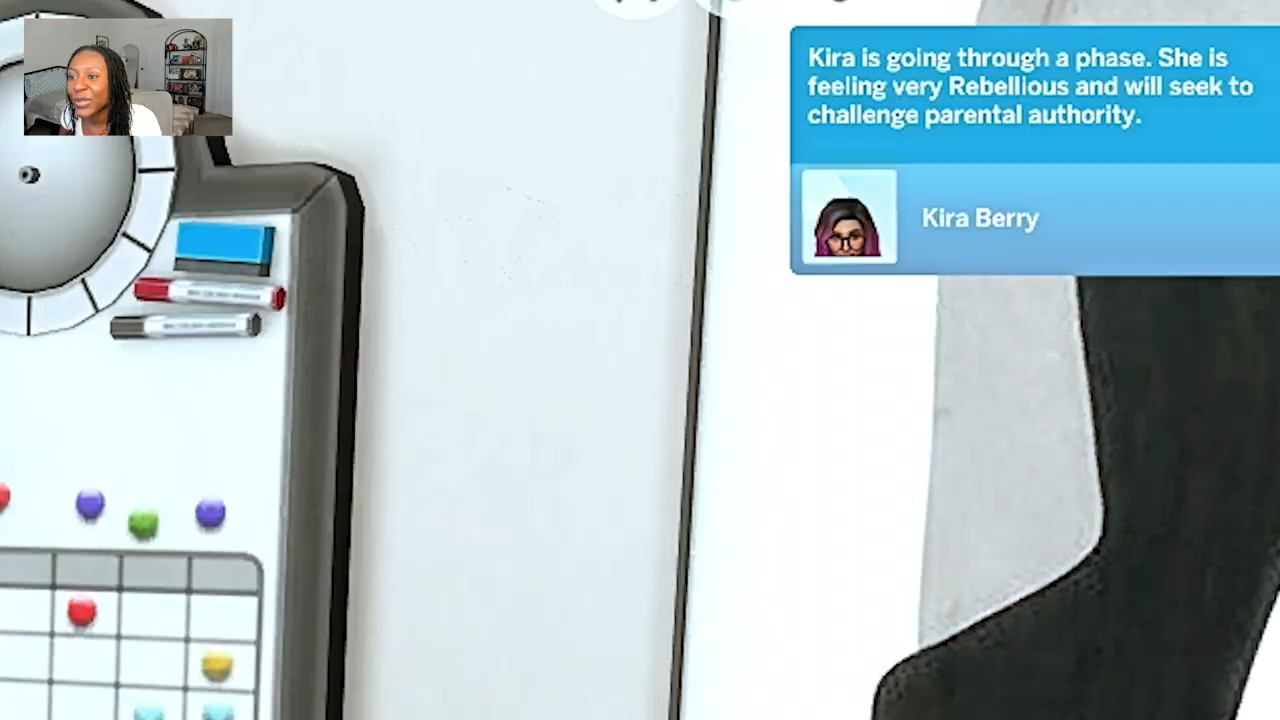 Kira is going through a phase. She is
feeling very Rebellious and will seek to
challenge parental authority.
Kira Berry